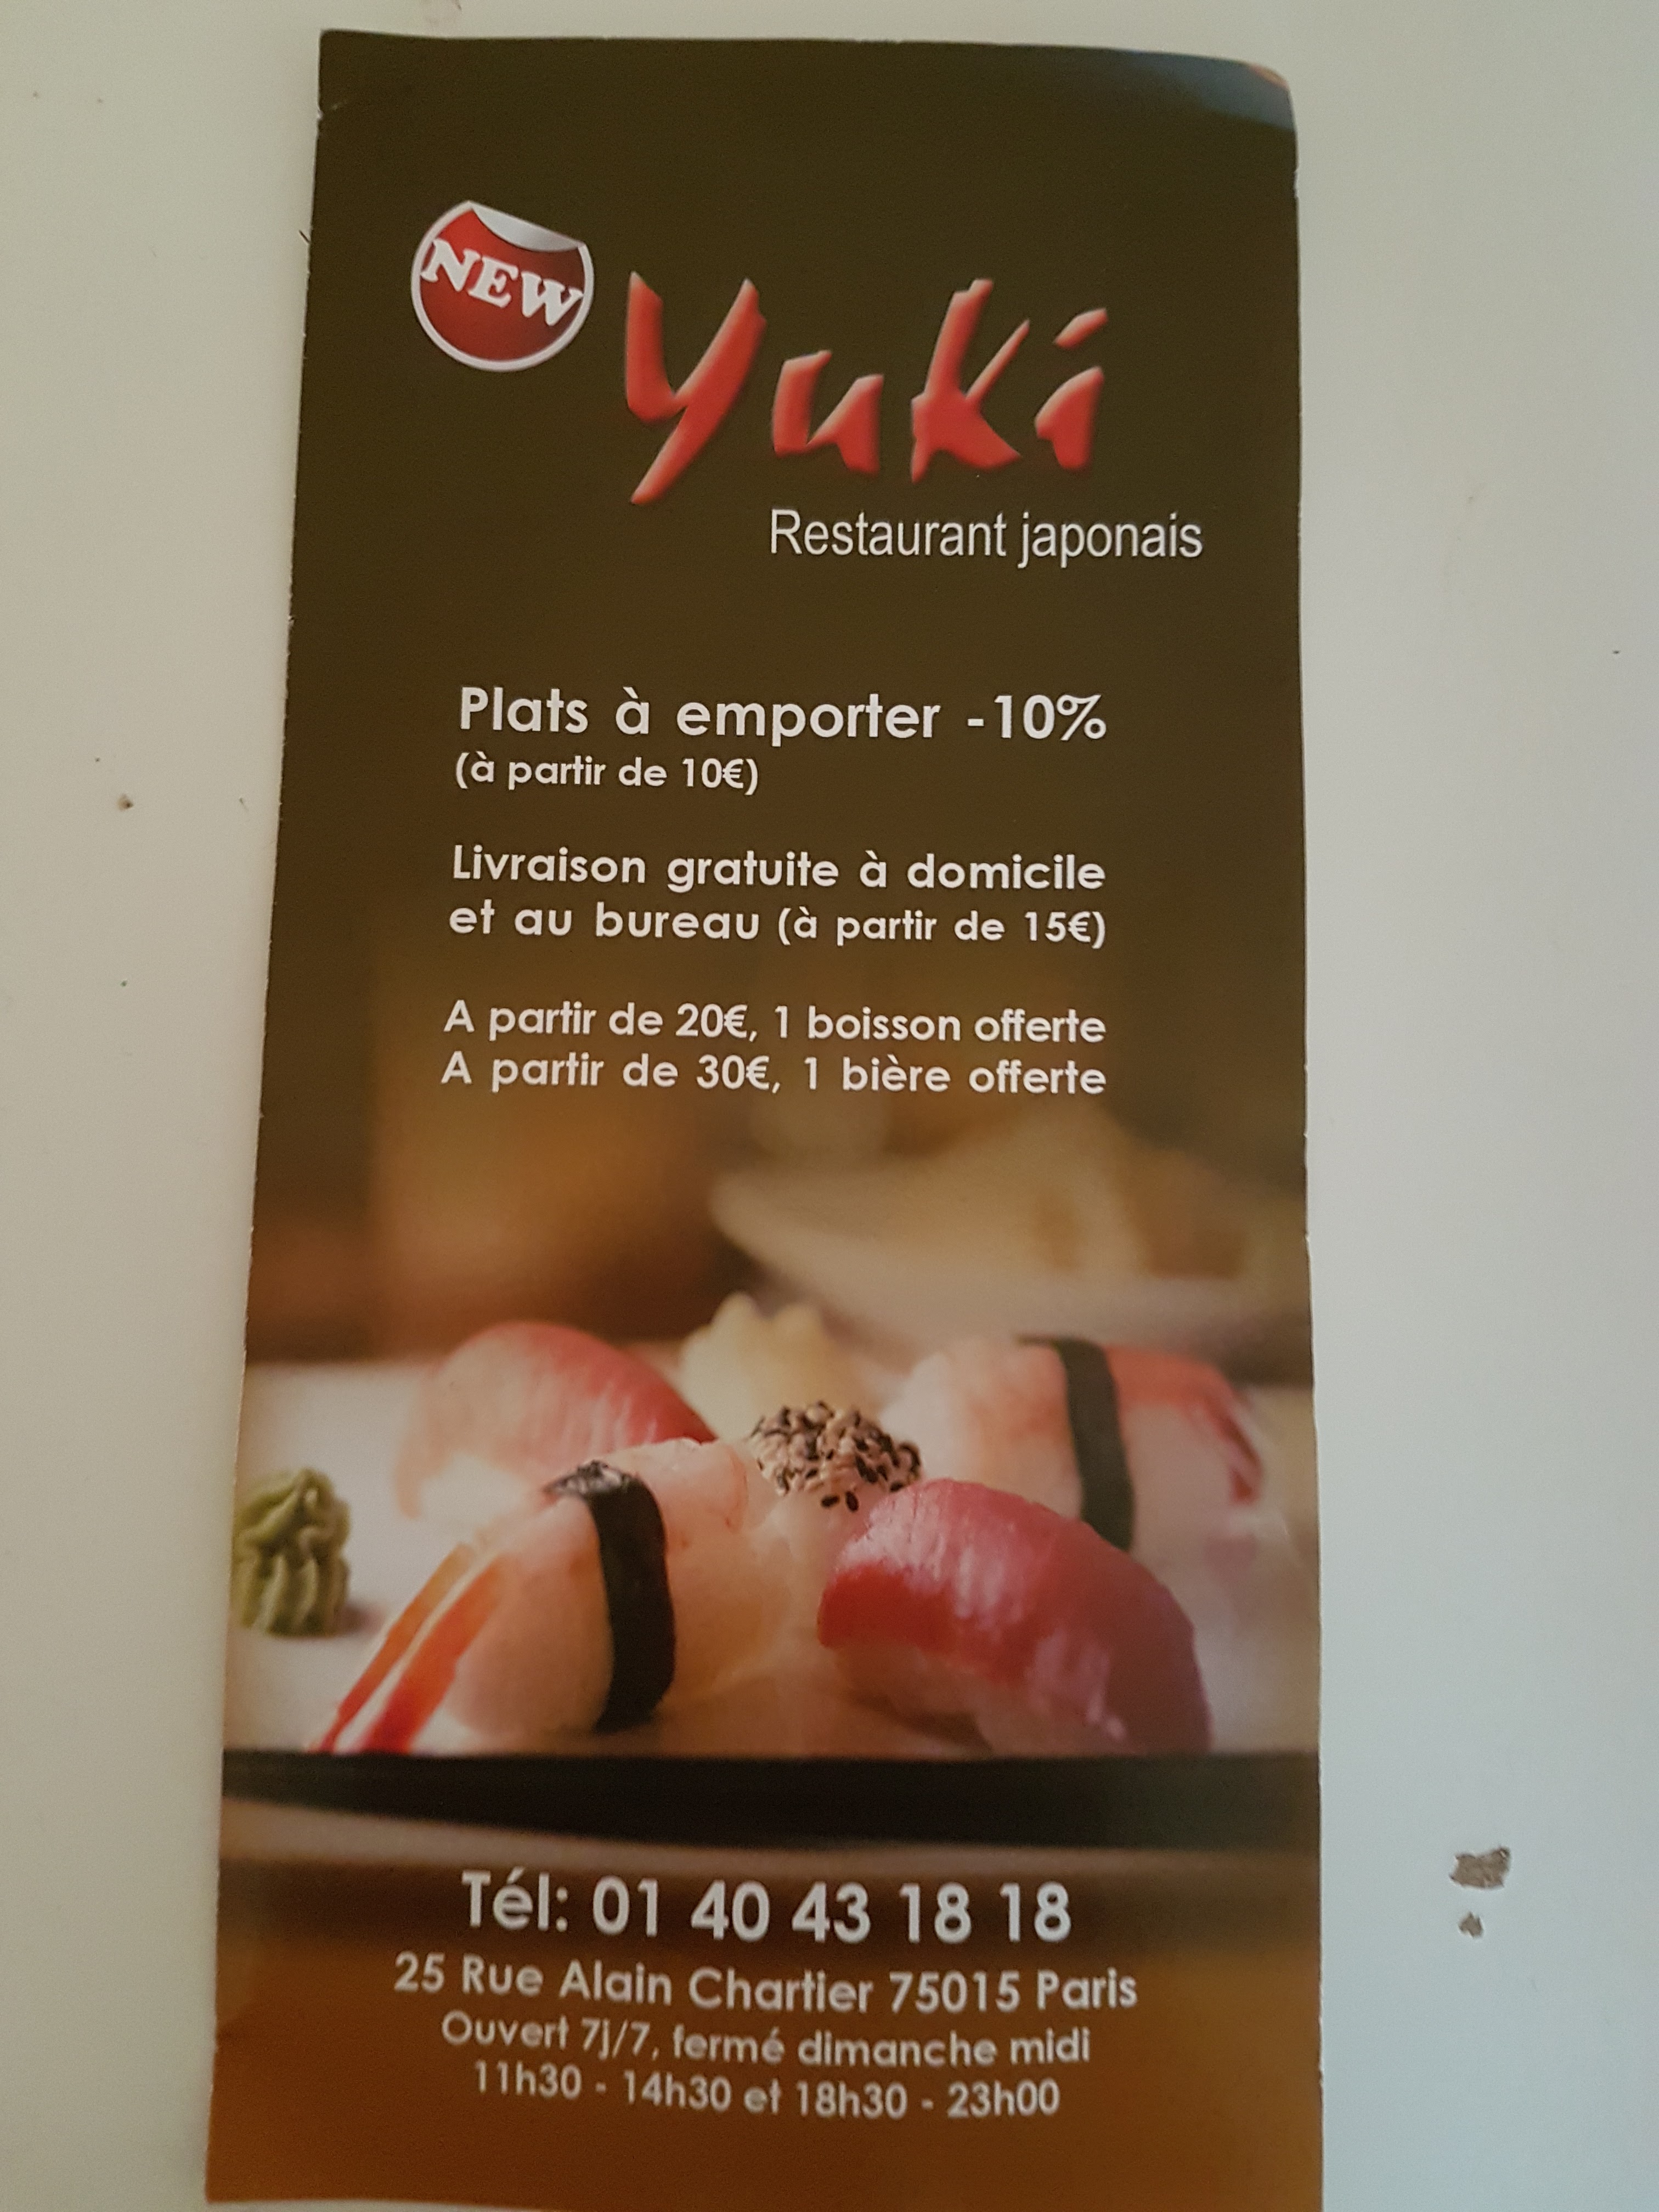 NEW
Yuki
Restaurant japonais
Plats à emporter -10%
(à partir de 10€)
Livraison gratuite à domicile
et au bureau (à partir de 15€)
A partir de 20€, 1 boisson offerte
A partir de 30€, 1 bière offerte
Tél: 01 40 43 18 18
25 Rue Alain Chartier 75015 Paris
Ouvert 7j/7, fermé dimanche midi
11h30 - 14h30 et 18h30 - 23h00